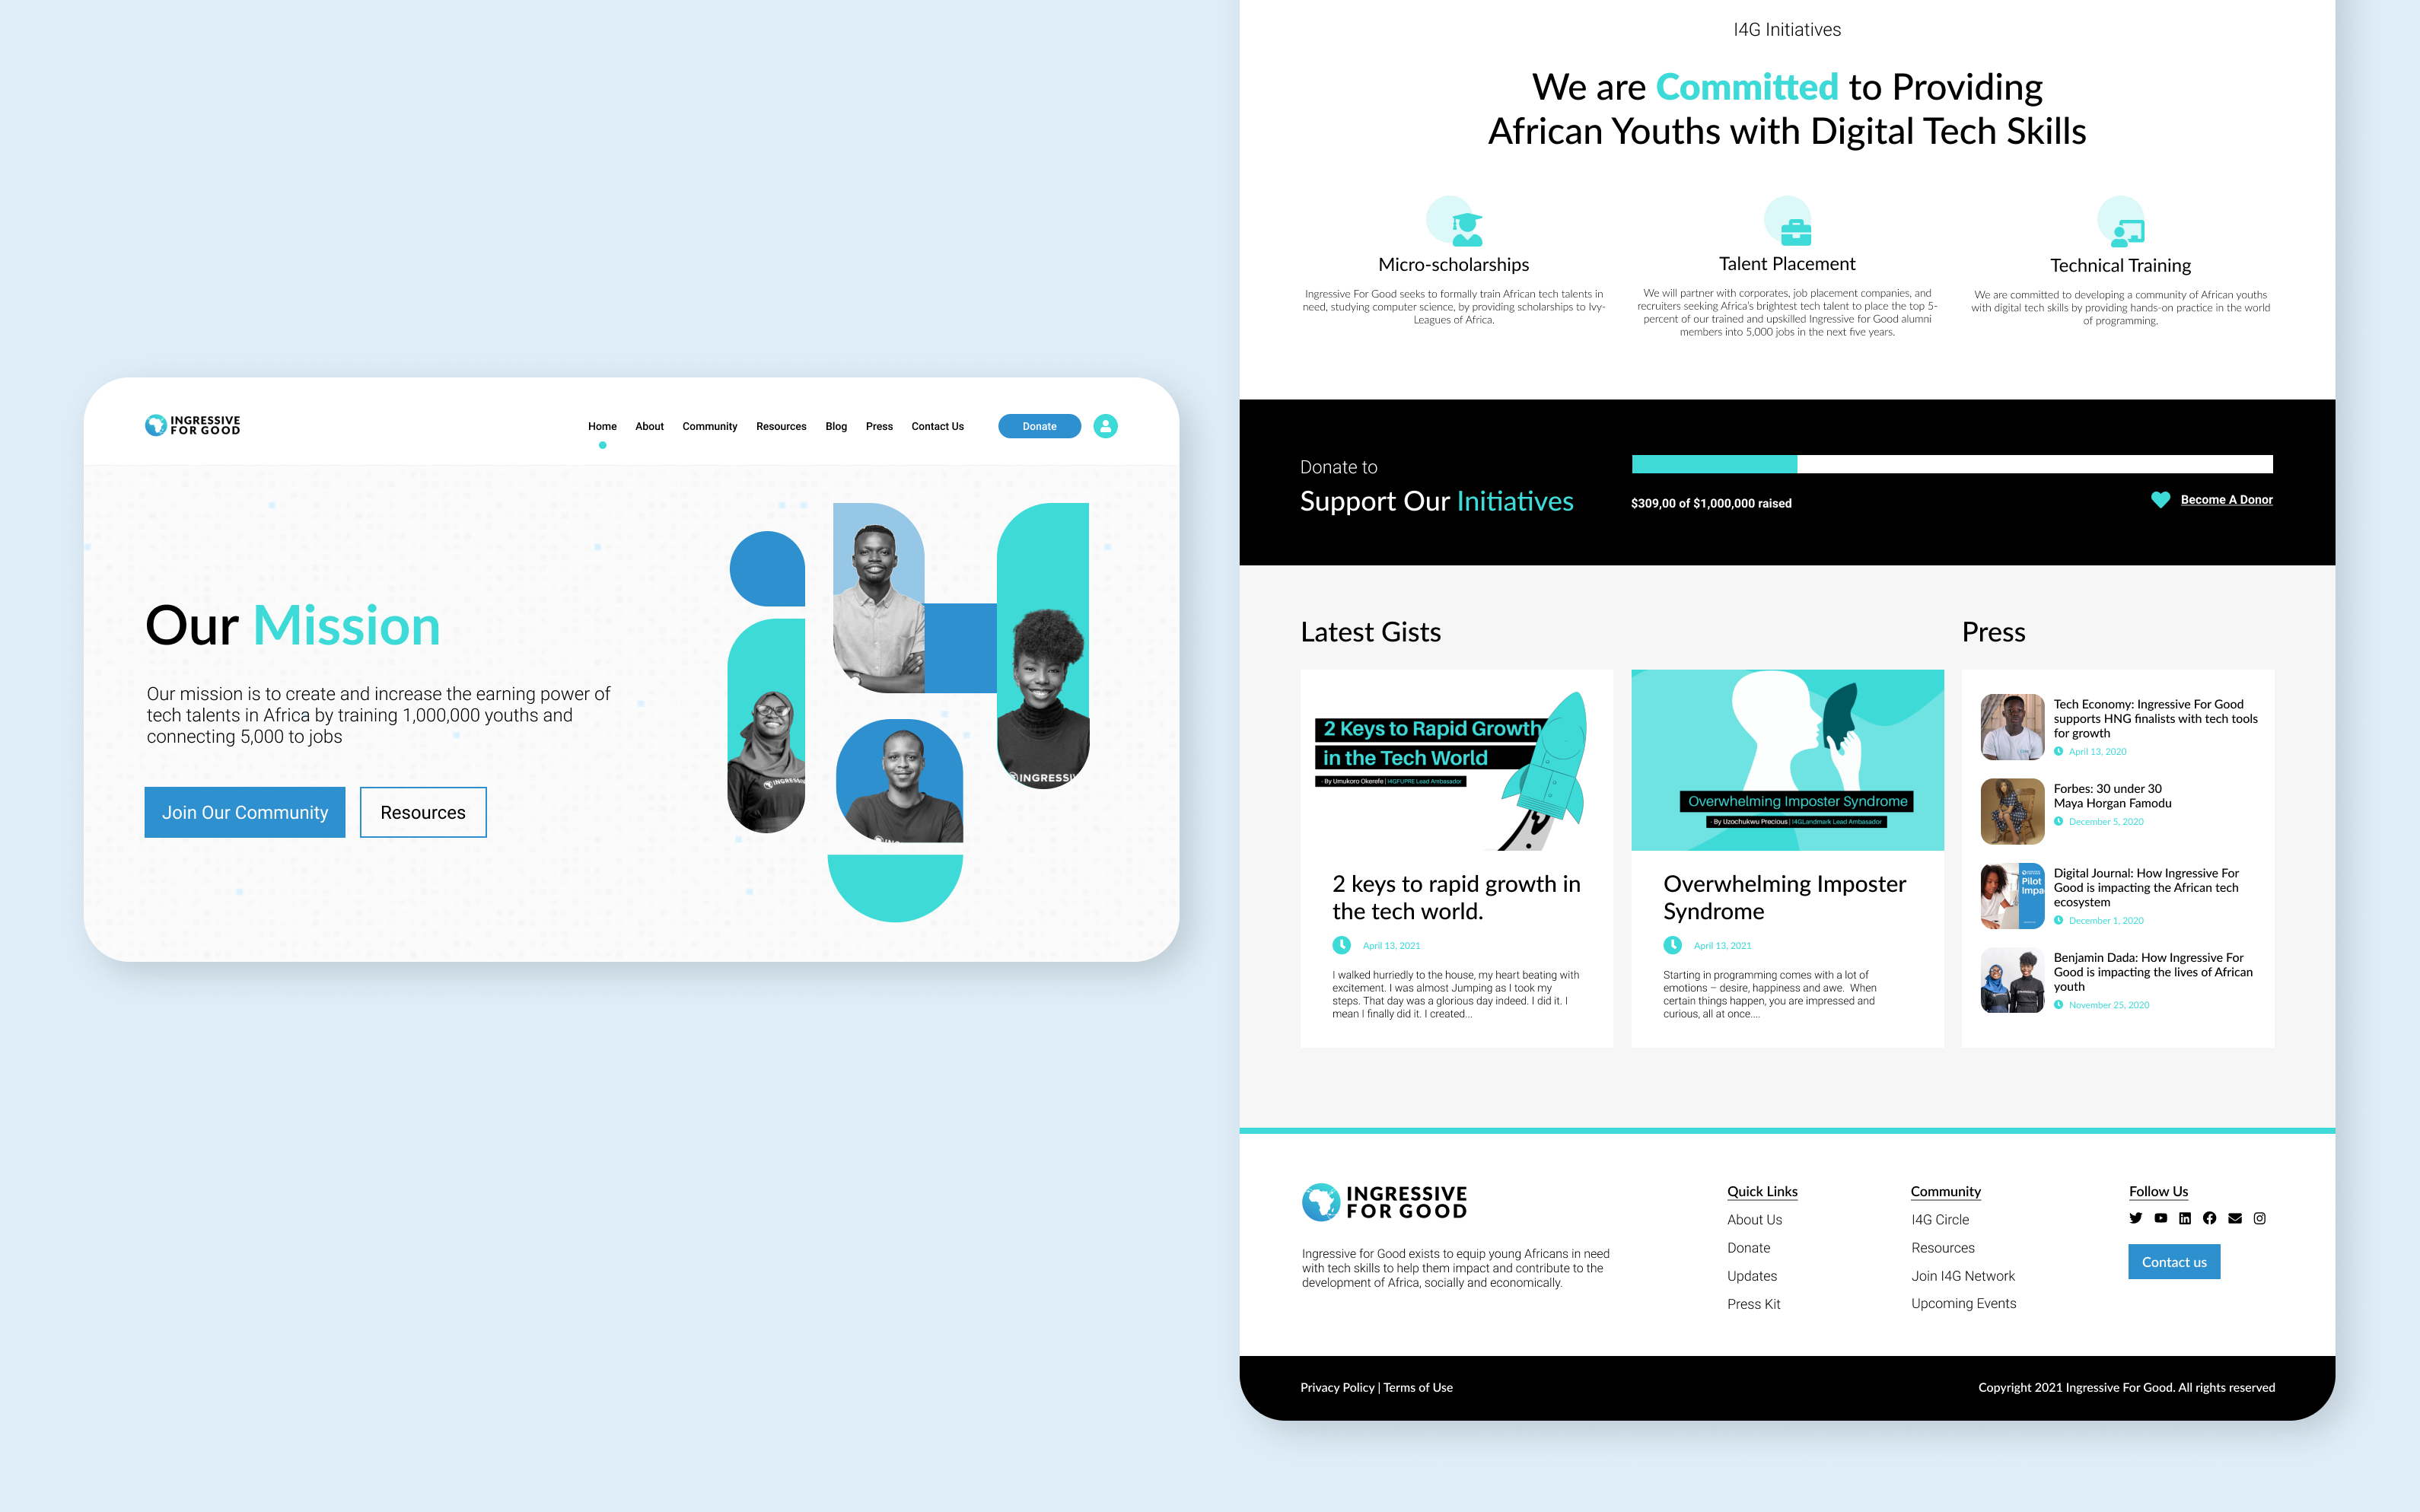 INGRESSIVE
FOR GOOD
Home
About
Community
Resources
Blog
Press
Contact Us
Donate
Our Mission
Our mission is to create and increase the earning power of
tech talents in Africa by training 1,000,000 youths and
connecting 5,000 to jobs
Join Our Community
Resources
INGRESSI
INGRESSI
I4G Initiatives
We are Committed to Providing
African Youths with Digital Tech Skills
Micro-scholarships
Ingressive For Good seeks to formally train African tech talents in
need, studying computer science, by providing scholarships to Ivy-
Leagues of Africa.
Talent Placement
We will partner with corporates, job placement companies, and
recruiters seeking Africa's brightest tech talent to place the top 5-
percent of our trained and upskilled Ingressive for Good alumni
members into 5,000 jobs in the next five years.
Technical Training
We are committed to developing a community of African youths
with digital tech skills by providing hands-on practice in the world
of programming.
Donate to
Support Our Initiatives
$309,00 of $1,000,000 raised
Become A Donor
Latest Gists
2 Keys to Rapid Growth
in the Tech World
- By Umukoro Okerefe | I4GFUPRE Lead Ambasador
2 keys to rapid growth in
the tech world.
April 13, 2021
I walked hurriedly to the house, my heart beating with
excitement. I was almost Jumping as I took my
steps. That day was a glorious day indeed. I did it. I
mean I finally did it. I created...
Overwhelming Imposter Syndrome
- By Uzochukwu Precious | I4GLandmark Lead Ambasador
Overwhelming Imposter
Syndrome
April 13, 2021
Starting in programming comes with a lot of
emotions – desire, happiness and awe. When
certain things happen, you are impressed and
curious, all at once....
Press
Tech Economy: Ingressive For Good
supports HNG finalists with tech tools
for growth
April 13, 2020
Forbes: 30 under 30
Maya Horgan Famodu
December 5, 2020
Pilot
Impa
Digital Journal: How Ingressive For
Good is impacting the African tech
ecosystem
December 1, 2020
Benjamin Dada: How Ingressive For
Good is impacting the lives of African
youth
November 25, 2020
INGRESSIVE
FOR GOOD
Ingressive for Good exists to equip young Africans in need
with tech skills to help them impact and contribute to the
development of Africa, socially and economically.
Quick Links
About Us
Donate
Updates
Press Kit
Community
I4G Circle
Resources
Join I4G Network
Upcoming Events
Follow Us
Contact us
Privacy Policy | Terms of Use
Copyright 2021 Ingressive For Good. All rights reserved